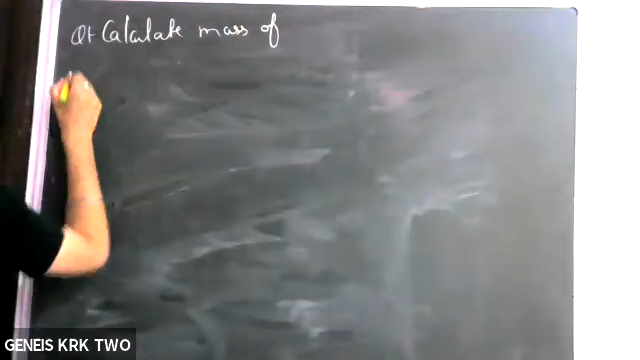 Q1 Calculate mass of
GENEIS KRK TWO